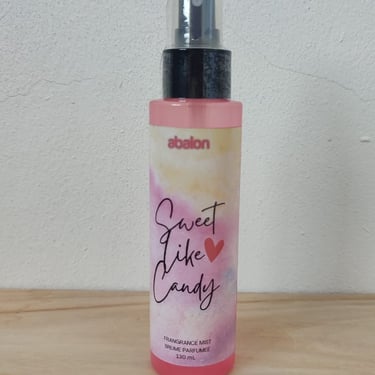 abalon
Sweet
Like
Candy
FRANGRANCE MIST
BRUME PARFUMÉE
130 mL